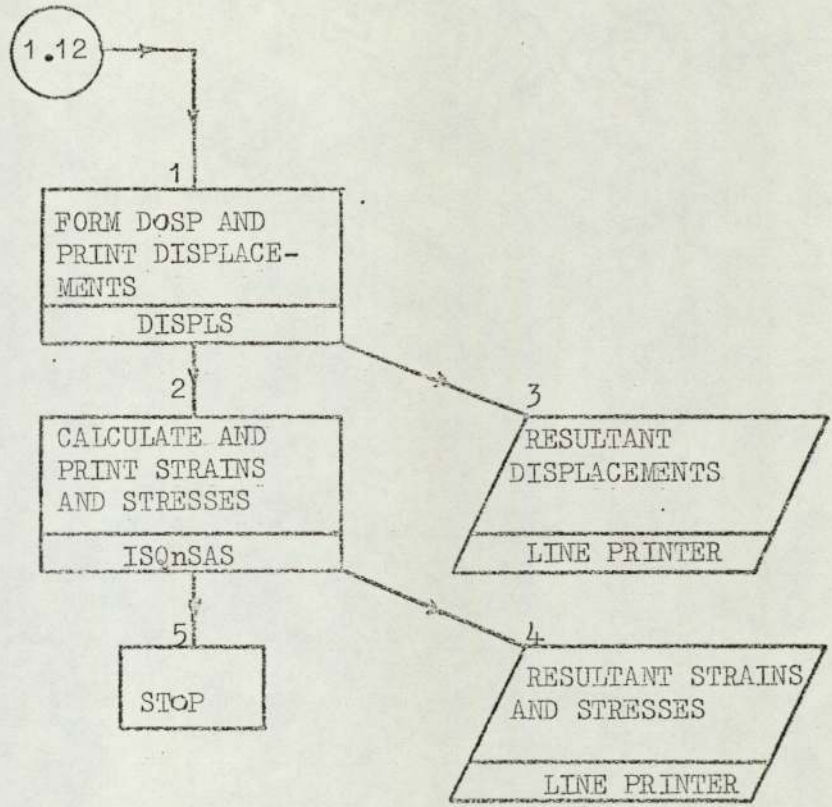 1.12
1
FORM DOSP AND
PRINT DISPLACE-
MENTS
DISPLS
2
CALCULATE AND
PRINT STRAINS
AND STRESSES
ISQnSAS
3
RESULTANT
DISPLACEMENTS
LINE PRINTER
5
STOP
4
RESULTANT STRAINS
AND STRESSES
LINE PRINTER